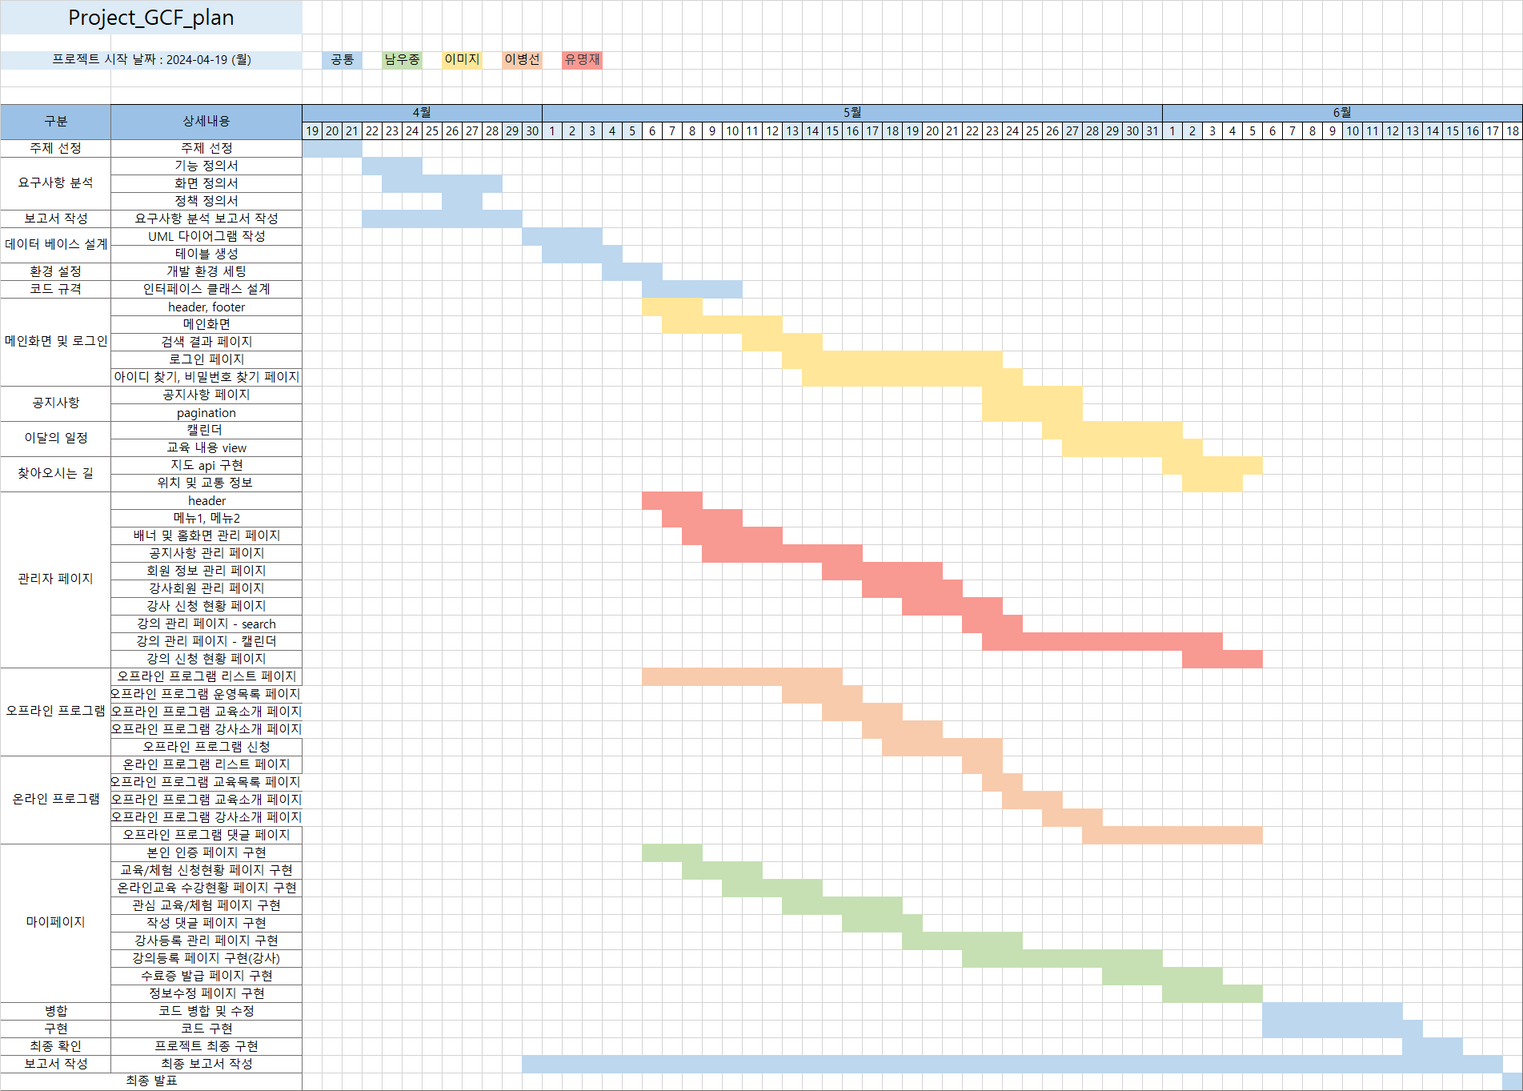 Project_GCF_plan
프로젝트 시작 날짜 : 2024-04-19 (월) 공통 남우종 이미지 이병선 유명재
구분 상세내용 4월 5월 6월
19 20 21 22 23 24 25 26 27 28 29 30 1 2 3 4 5 6 7 8 9 10 11 12 13 14 15 16 17 18 19 20 21 22 23 24 25 26 27 28 29 30 31 1 2 3 4 5 6 7 8 9 10 11 12 13 14 15 16 17 18
주제 선정 주제 선정
요구사항 분석 기능 정의서
화면 정의서
정책 정의서
보고서 작성 요구사항 분석 보고서 작성
데이터 베이스 설계 UML 다이어그램 작성
테이블 생성
환경 설정 개발 환경 세팅
코드 규격 인터페이스 클래스 설계
메인화면 및 로그인 header, footer
메인화면
검색 결과 페이지
로그인 페이지
아이디 찾기, 비밀번호 찾기 페이지
공지사항 공지사항 페이지
pagination
이달의 일정 캘린더
교육 내용 view
찾아오시는 길 지도 api 구현
위치 및 교통 정보
관리자 페이지 header
메뉴1, 메뉴2
배너 및 홈화면 관리 페이지
공지사항 관리 페이지
회원 정보 관리 페이지
강사회원 관리 페이지
강사 신청 현황 페이지
강의 관리 페이지 - search
강의 관리 페이지 - 캘린더
강의 신청 현황 페이지
오프라인 프로그램 오프라인 프로그램 리스트 페이지
오프라인 프로그램 운영목록 페이지
오프라인 프로그램 교육소개 페이지
오프라인 프로그램 강사소개 페이지
오프라인 프로그램 신청
온라인 프로그램 온라인 프로그램 리스트 페이지
오프라인 프로그램 교육목록 페이지
오프라인 프로그램 교육소개 페이지
오프라인 프로그램 강사소개 페이지
오프라인 프로그램 댓글 페이지
마이페이지 본인 인증 페이지 구현
교육/체험 신청현황 페이지 구현
온라인교육 수강현황 페이지 구현
관심 교육/체험 페이지 구현
작성 댓글 페이지 구현
강사등록 관리 페이지 구현
강의등록 페이지 구현(강사)
수료증 발급 페이지 구현
정보수정 페이지 구현
병합 코드 병합 및 수정
구현 코드 구현
최종 확인 프로젝트 최종 구현
보고서 작성 최종 보고서 작성
최종 발표